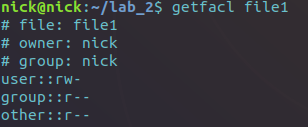 nick@nick:~/lab_2$ getfacl file1
# file: file1
# owner: nick
# group: nick
user::rw-
group::r--
other::r--